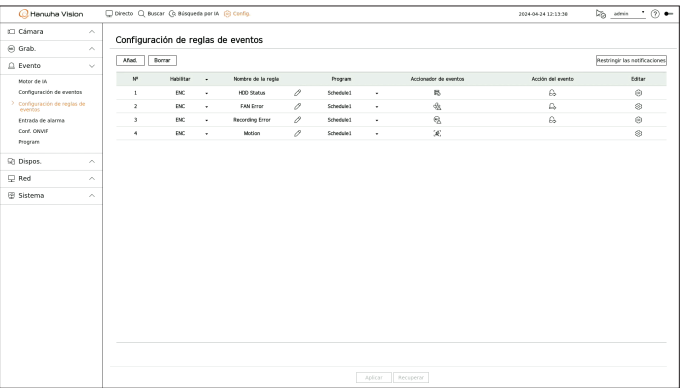 Hanwha Vision
Directo Buscar Búsqueda por IA Config.
2024-04-24 12:13:38
admin
Cámara
Grab.
Evento
Motor de IA
Configuración de eventos
Configuración de reglas de
eventos
Entrada de alarma
Conf. ONVIF
Program
Dispos.
Red
Sistema
Configuración de reglas de eventos
Añad. Borrar Restringir las notificaciones
Nº Habilitar Nombre de la regla Program Accionador de eventos Acción del evento Editar
1 ENC HDD Status Schedule1
2 ENC FAN Error Schedule1
3 ENC Recording Error Schedule1
4 ENC Motion Schedule1
Aplicar Recuperar